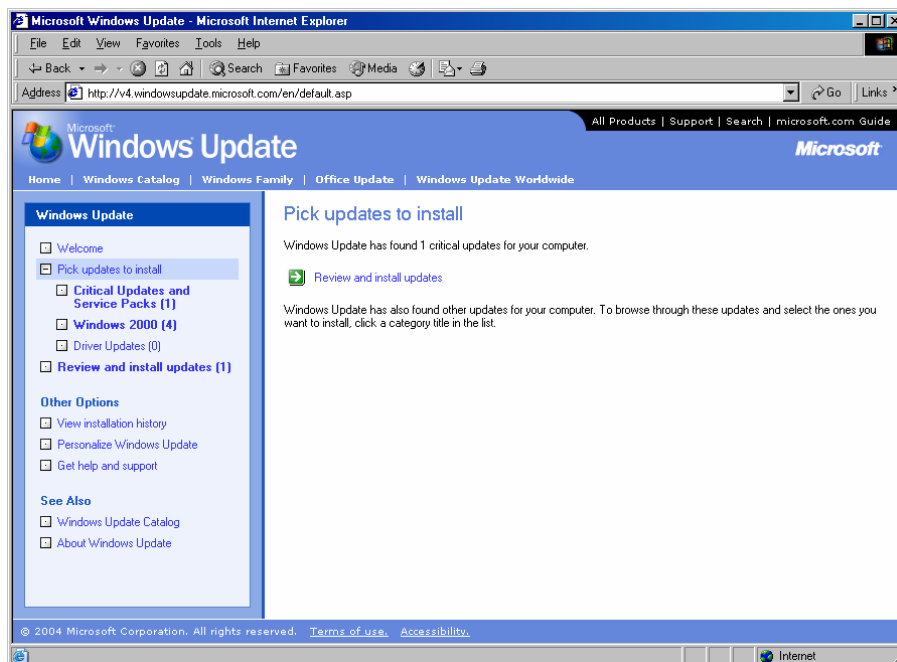 Microsoft Windows Update - Microsoft Internet Explorer
File Edit View Favorites Tools Help
Back Search Favorites Media
Address http://v4.windowsupdate.microsoft.com/en/default.asp Go Links
All Products | Support | Search | microsoft.com Guide
Microsoft
Windows Update
Microsoft
Home | Windows Catalog | Windows Family | Office Update | Windows Update Worldwide
Windows Update
Welcome
Pick updates to install
Critical Updates and
Service Packs (1)
Windows 2000 (4)
Driver Updates (0)
Review and install updates (1)
Other Options
View installation history
Personalize Windows Update
Get help and support
See Also
Windows Update Catalog
About Windows Update
Pick updates to install
Windows Update has found 1 critical updates for your computer.
Review and install updates
Windows Update has also found other updates for your computer. To browse through these updates and select the ones you
want to install, click a category title in the list.
© 2004 Microsoft Corporation. All rights reserved. Terms of use. Accessibility.
Internet